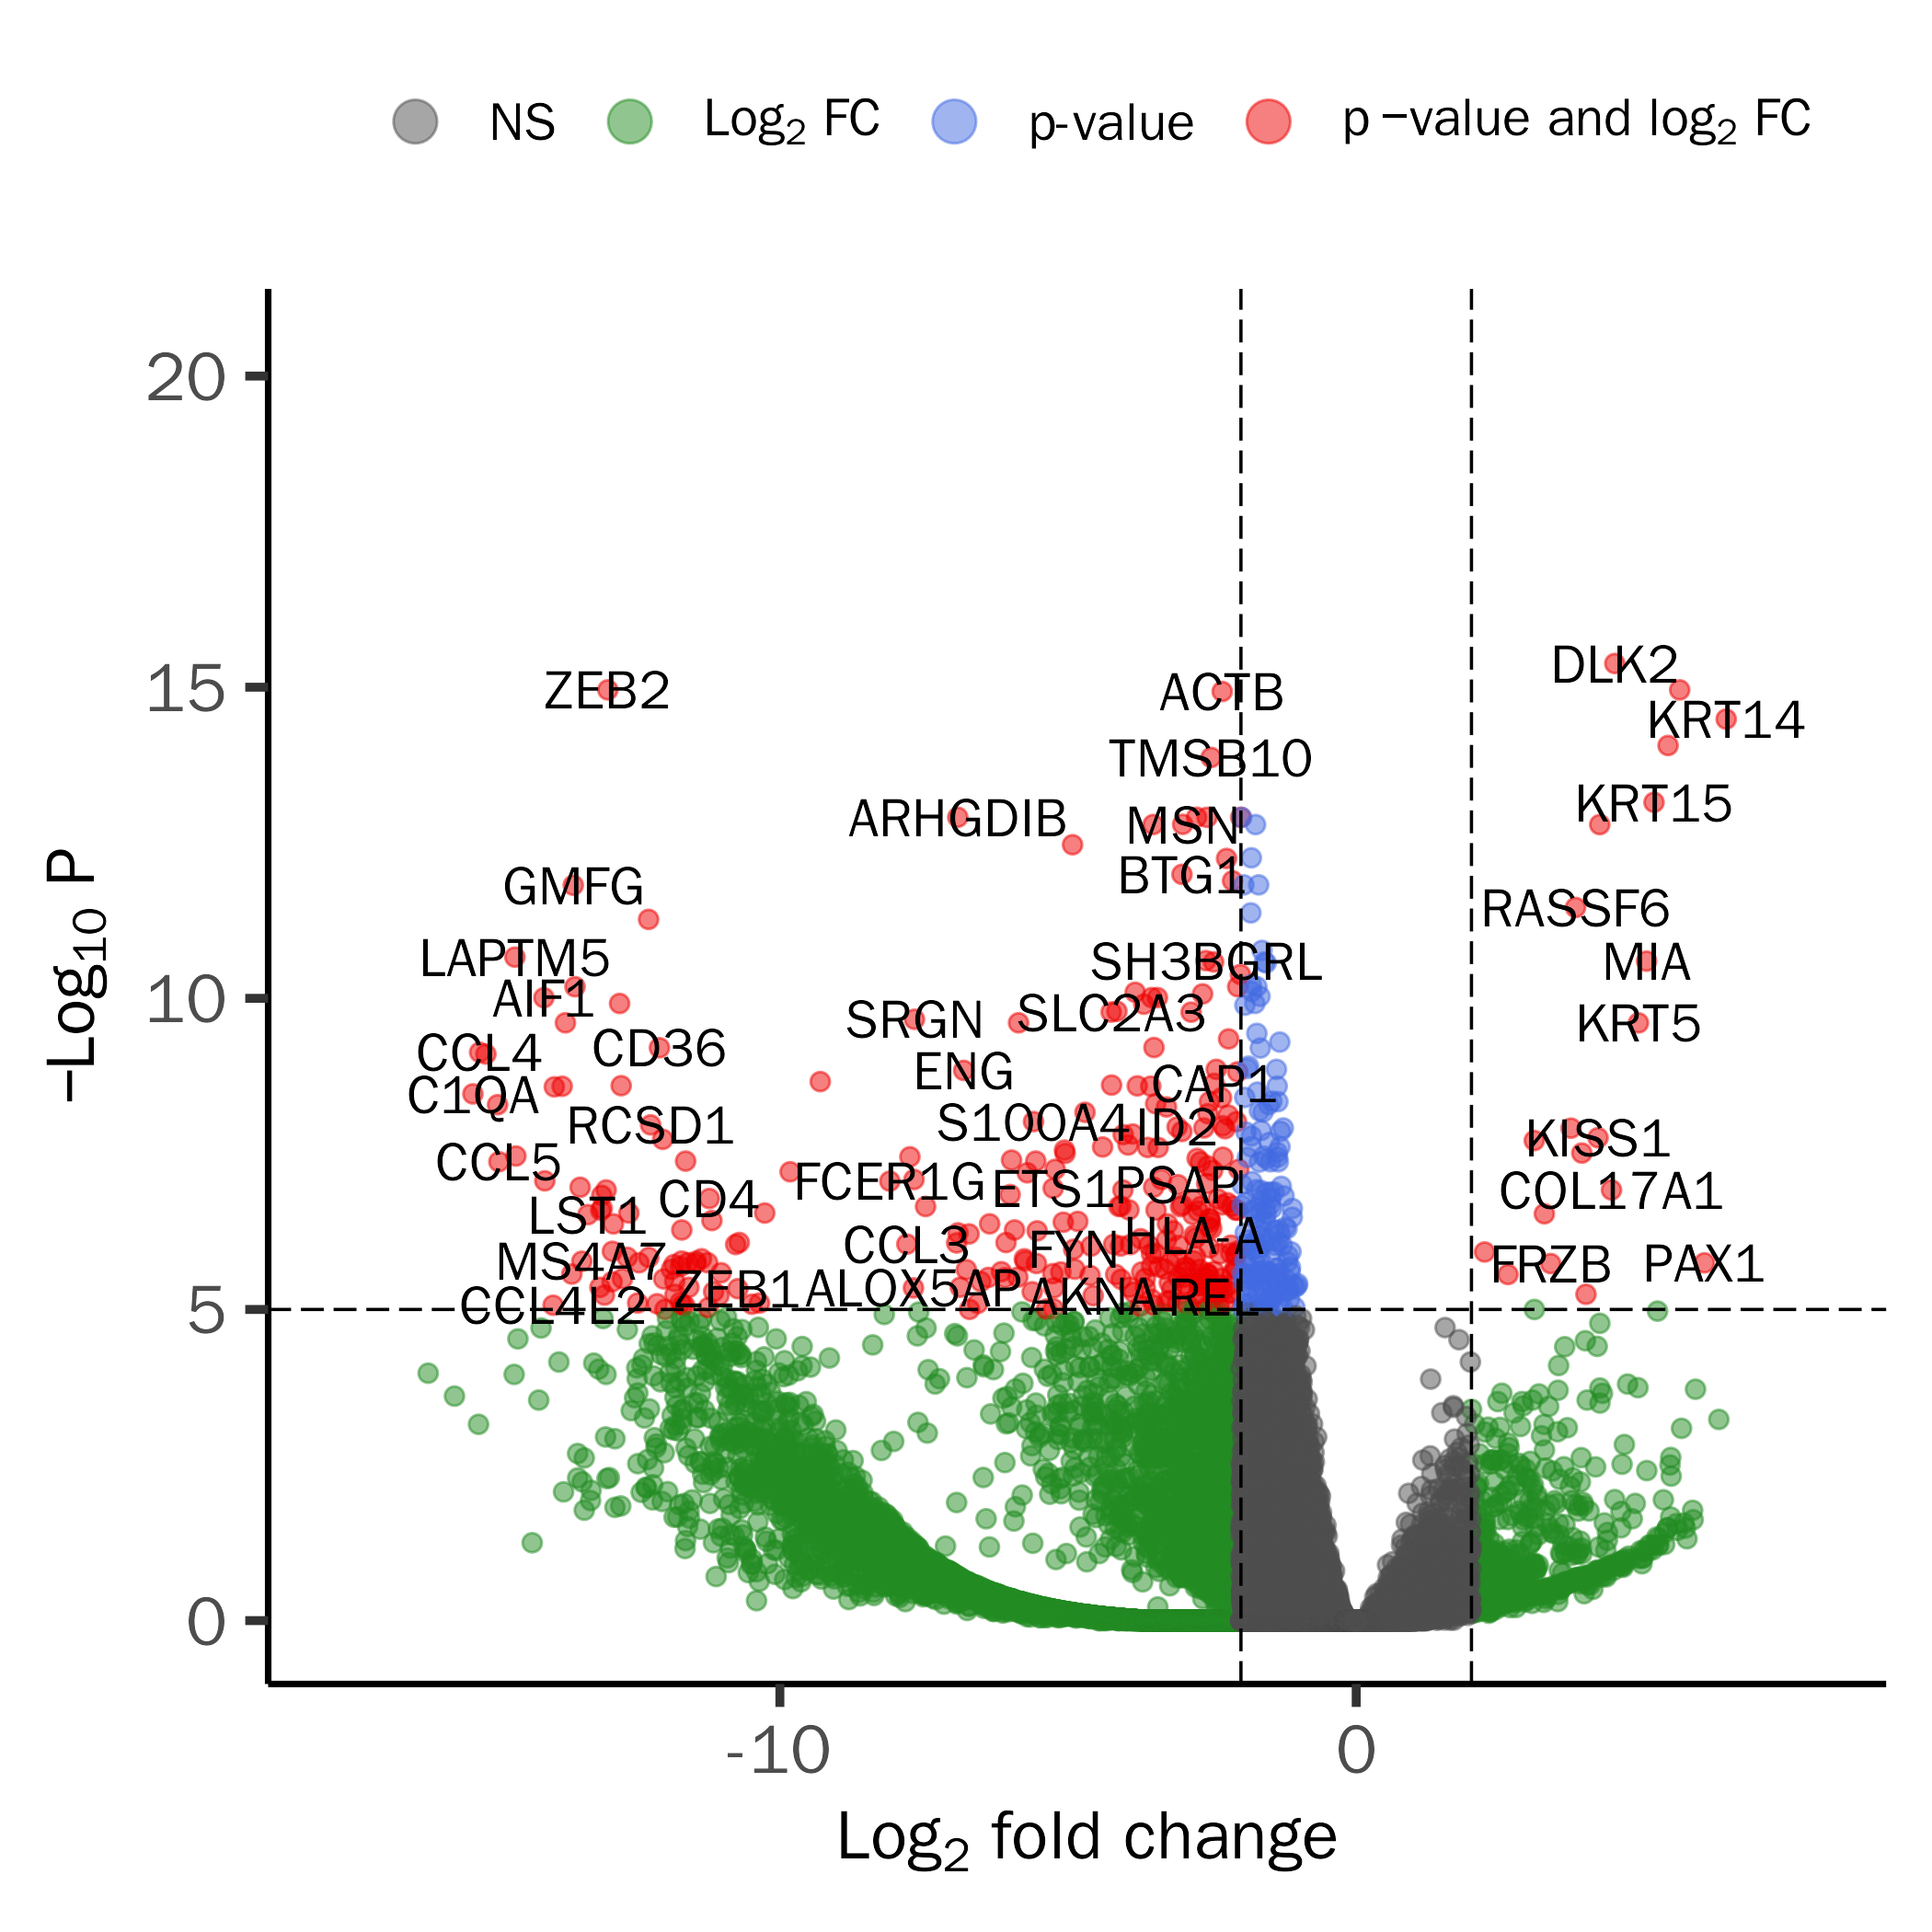 NS Log2 FC p-value p −value and log2 FC
20
15
10
5
0
−Log10 P
DLK2
ZEB2 ACTB
KRT14
TMSB10
KRT15
ARHGDIB MSN
BTG1
GMFG
RASSF6
LAPTM5 SH3BGRL MIA
AIF1
SRGN SLC2A3 KRT5
CCL4 CD36
ENG
C1QA CAP1
RCSD1 S100A4 ID2 KISS1
CCL5
FCER1G ETS1 PSAP COL17A1
LST1 CD4
CCL3 FYN HLA-A
MS4A7 FRZB PAX1
ZEB1 ALOX5AP AKNA REL
CCL4L2
-10 0
Log2 fold change